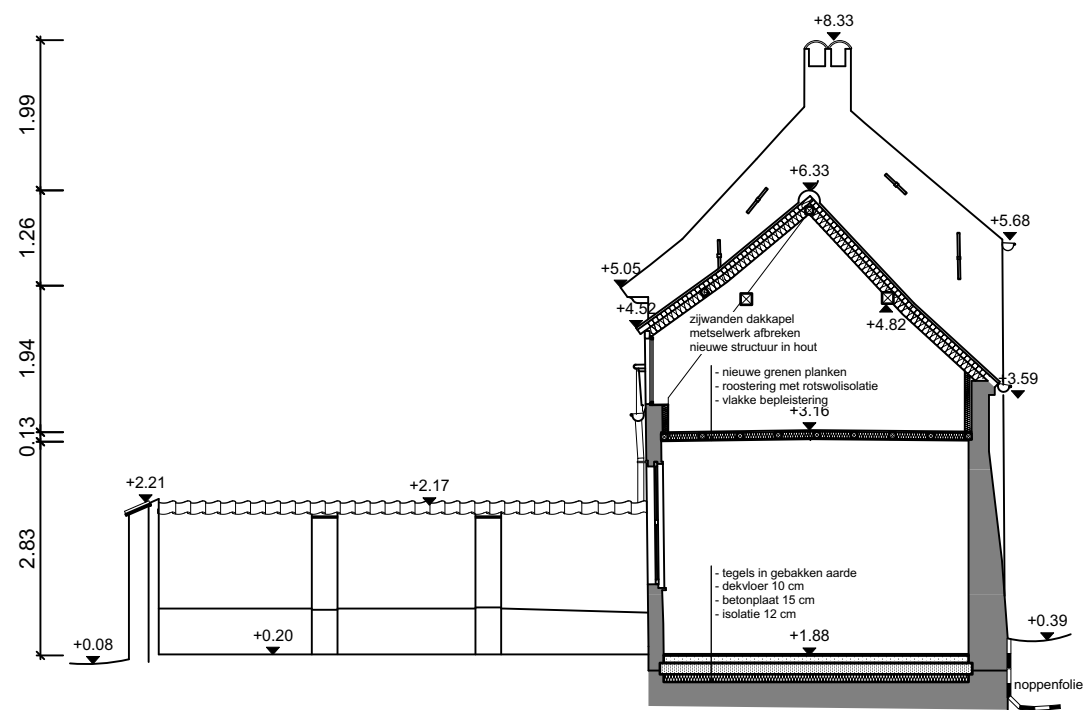 +8.33
1.99
+6.33
+5.68
1.26
+5.05
+4.52
zijwanden dakkapel
metselwerk afbreken
nieuwe structuur in hout
+4.82
1.94
- nieuwe grenen planken
- roostering met rotswolisolatie
- vlakke bepleistering
+3.59
+3.16
0.13
+2.21
+2.17
2.83
- tegels in gebakken aarde
- dekvloer 10 cm
- betonplaat 15 cm
- isolatie 12 cm
+0.08
+0.20
+1.88
+0.39
noppenfolie